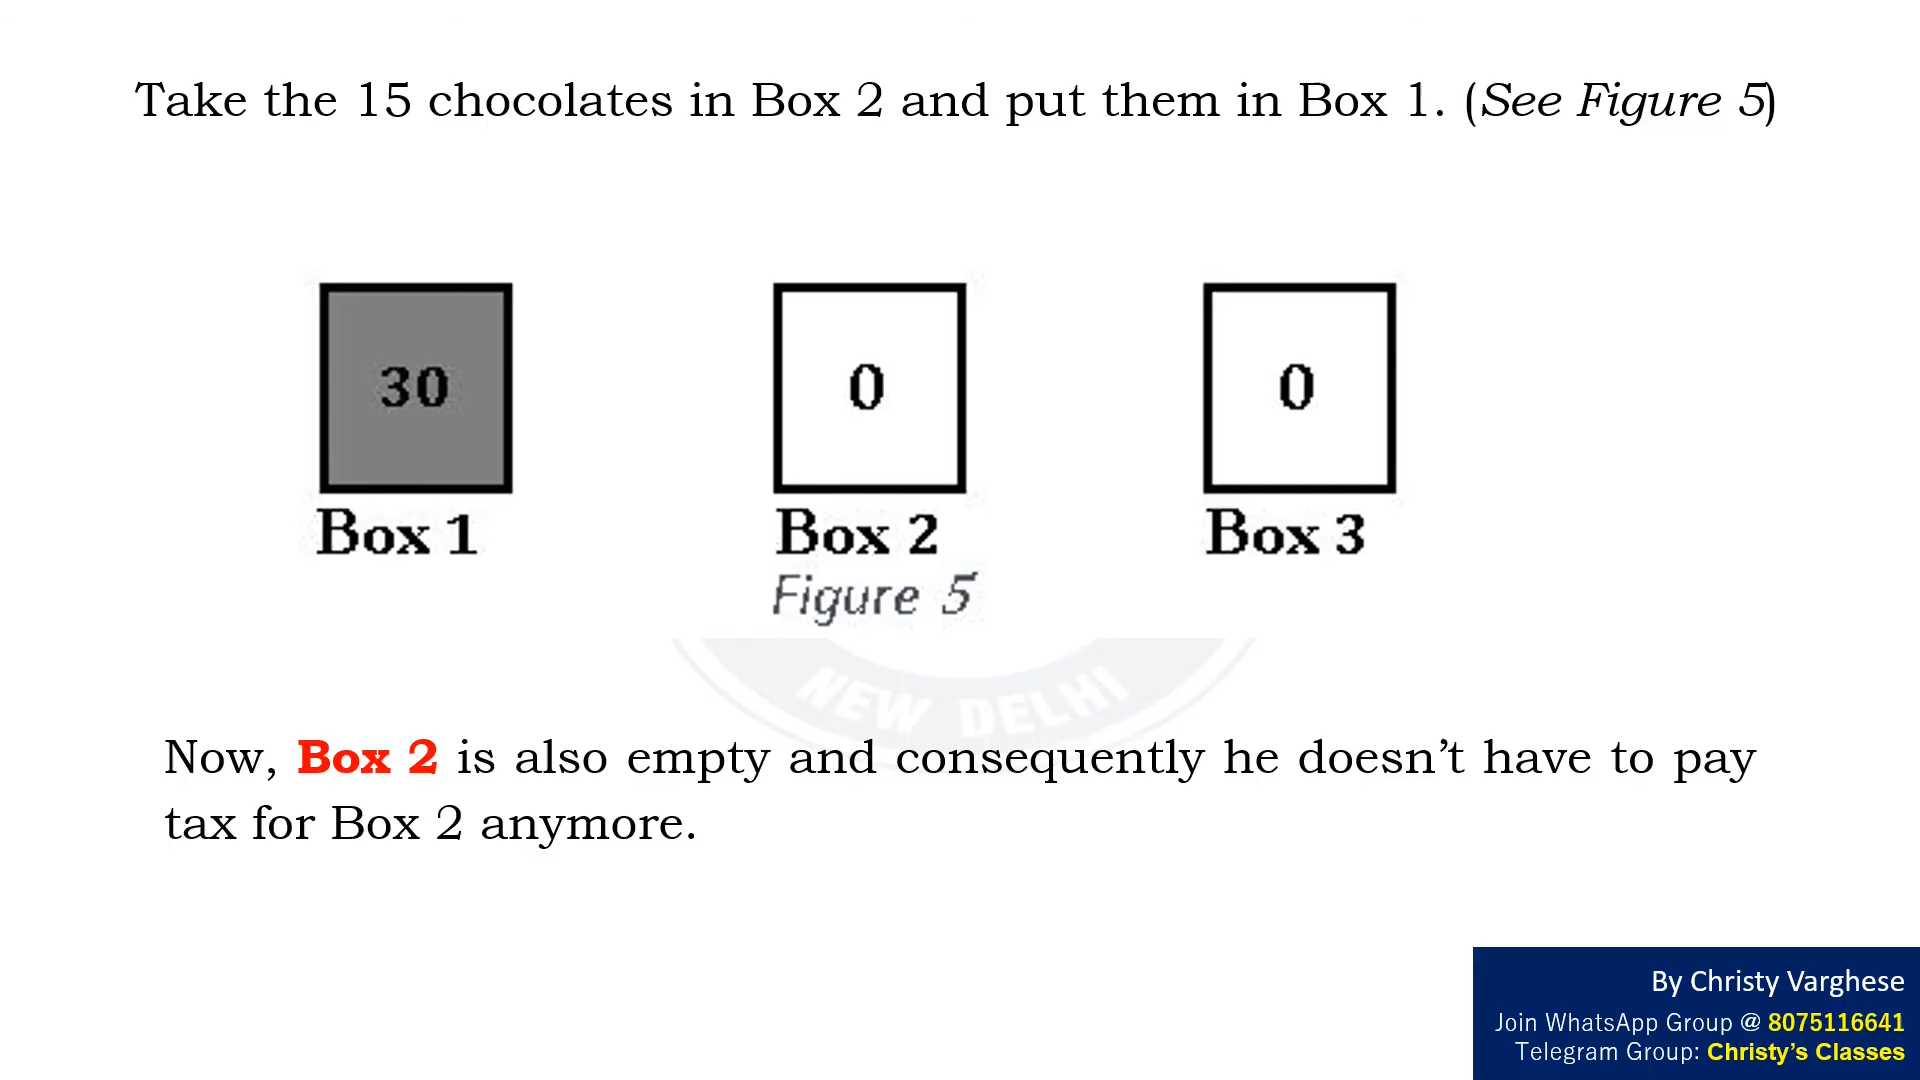 Take the 15 chocolates in Box 2 and put them in Box 1. (See Figure 5)
30
0
0
Box 1
Box 2
Box 3
Figure 5
NEW DELHI
Now, Box 2 is also empty and consequently he doesn’t have to pay
tax for Box 2 anymore.
By Christy Varghese
Join WhatsApp Group @ 8075116641
Telegram Group: Christy’s Classes